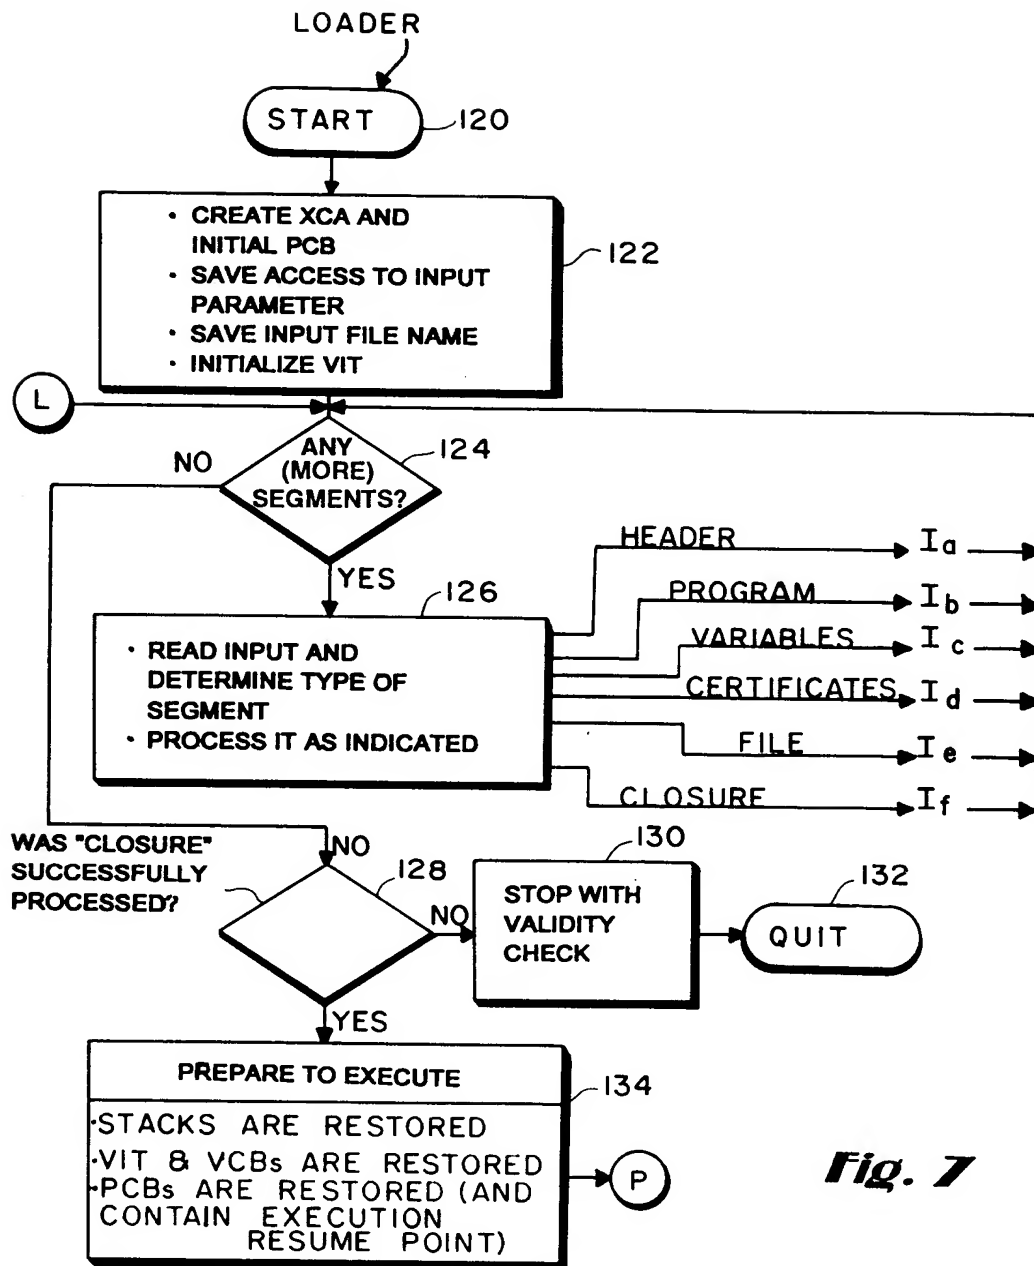 LOADER
START
120
• CREATE XCA AND
INITIAL PCB
• SAVE ACCESS TO INPUT
PARAMETER
• SAVE INPUT FILE NAME
• INITIALIZE VIT
122
L
ANY
(MORE)
SEGMENTS?
124
NO
YES
126
• READ INPUT AND
DETERMINE TYPE OF
SEGMENT
• PROCESS IT AS INDICATED
HEADER Ia
PROGRAM Ib
VARIABLES Ic
CERTIFICATES Id
FILE Ie
CLOSURE If
WAS "CLOSURE"
SUCCESSFULLY
PROCESSED?
NO
128
NO
130
STOP WITH
VALIDITY
CHECK
132
QUIT
YES
PREPARE TO EXECUTE
134
•STACKS ARE RESTORED
•VIT & VCBs ARE RESTORED
•PCBs ARE RESTORED (AND
CONTAIN EXECUTION
RESUME POINT)
P
Fig. 7